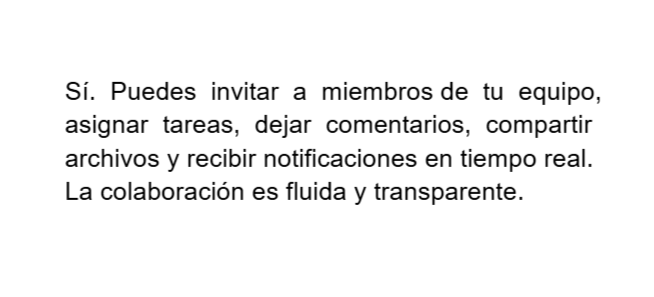 Sí. Puedes invitar a miembros de tu equipo,
asignar tareas, dejar comentarios, compartir
archivos y recibir notificaciones en tiempo real.
La colaboración es fluida y transparente.